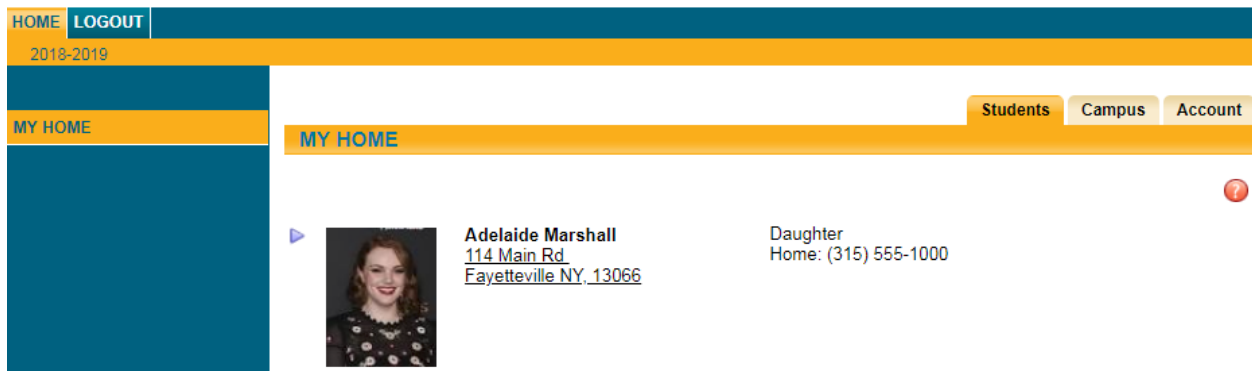 HOME LOGOUT
2018-2019
MY HOME
Students Campus Account
MY HOME
?
Adelaide Marshall
114 Main Rd
Fayetteville NY, 13066
Daughter
Home: (315) 555-1000